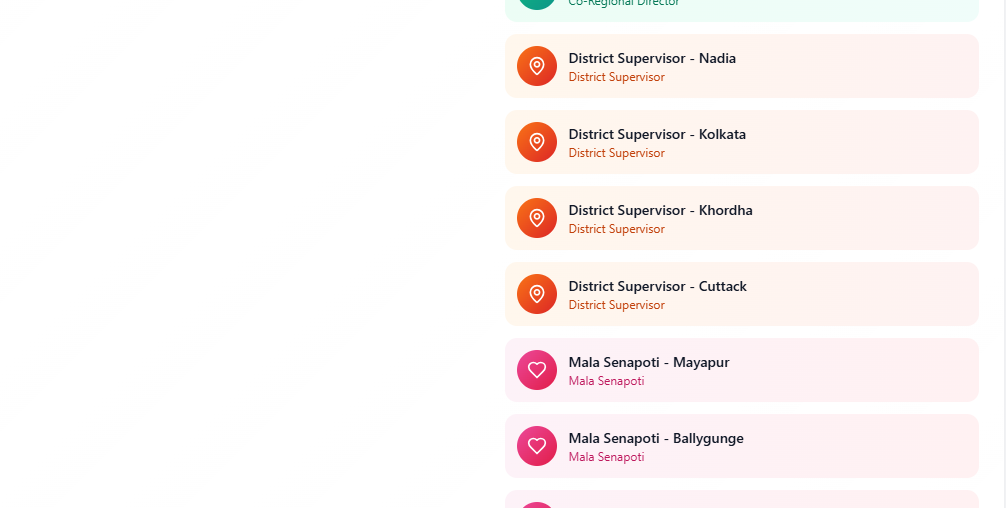 Co-Regional Director
District Supervisor - Nadia
District Supervisor
District Supervisor - Kolkata
District Supervisor
District Supervisor - Khordha
District Supervisor
District Supervisor - Cuttack
District Supervisor
Mala Senapoti - Mayapur
Mala Senapoti
Mala Senapoti - Ballygunge
Mala Senapoti